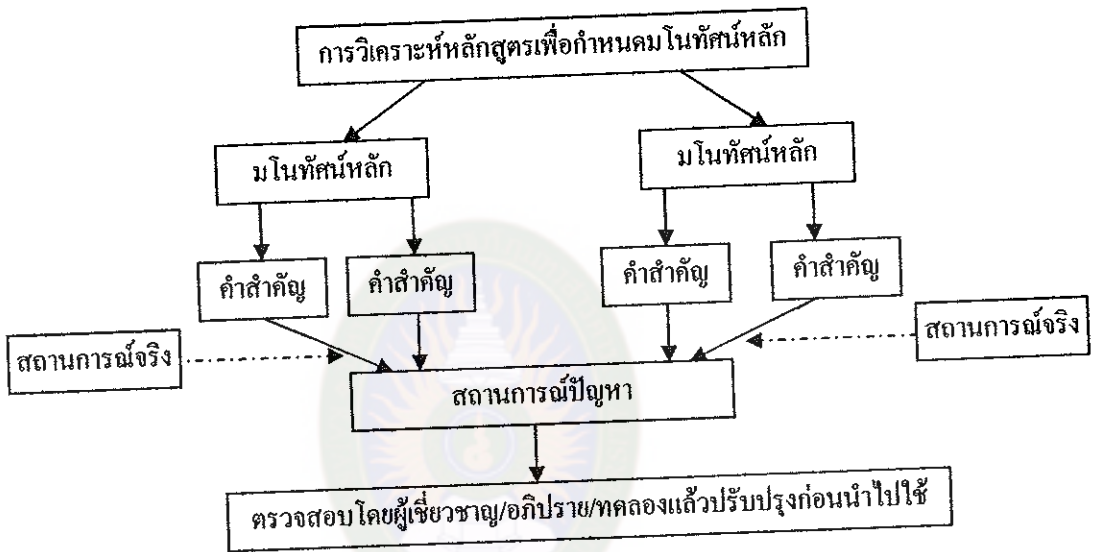 การวิเคราะห์หลักสูตรเพื่อกำหนดมโนทัศน์หลัก
มโนทัศน์หลัก
มโนทัศน์หลัก
คำสำคัญ
คำสำคัญ
คำสำคัญ
คำสำคัญ
สถานการณ์จริง
สถานการณ์จริง
สถานการณ์ปัญหา
ตรวจสอบโดยผู้เชี่ยวชาญ/อภิปราย/ทดลองแล้วปรับปรุงก่อนนำไปใช้